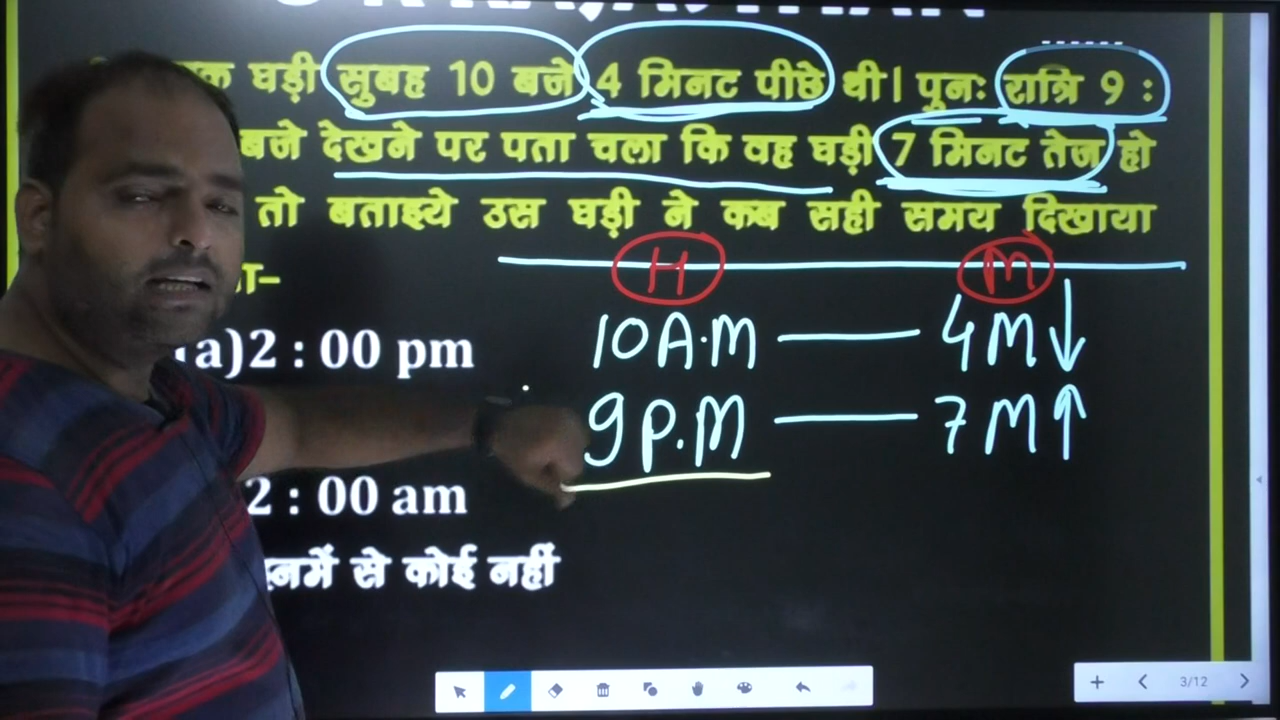 घड़ी सुबह 10 बजे 4 मिनट पीछे थी। पुनः रात्रि 9 :
बजे देखने पर पता चला कि वह घड़ी 7 मिनट तेज हो
तो बताइये उस घड़ी ने कब सही समय दिखाया
H M
(a)2 : 00 pm
10A.M — 4M↓
9P.M — 7M↑
2 : 00 am
से कोई नहीं
3/12